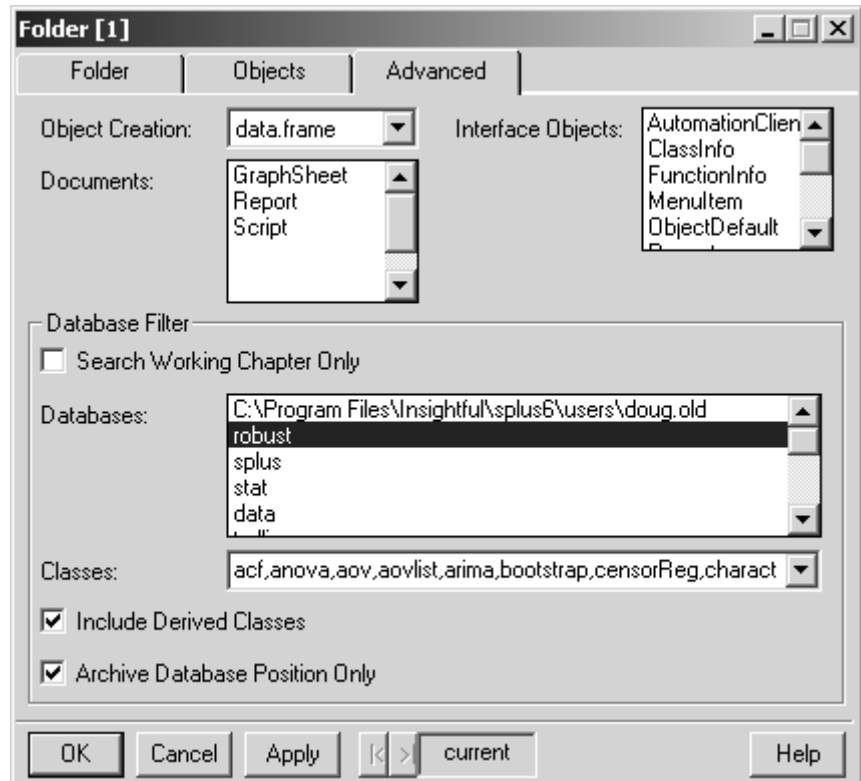 Folder [1]
Folder Objects Advanced
Object Creation: data.frame
Interface Objects:
AutomationClien
ClassInfo
FunctionInfo
MenuItem
ObjectDefault
Documents:
GraphSheet
Report
Script
Database Filter
Search Working Chapter Only
Databases:
C:\Program Files\Insightful\splus6\users\doug.old
robust
splus
stat
data
Classes: acf,anova,aov,aovlist,arima,bootstrap,censorReg,charact
Include Derived Classes
Archive Database Position Only
OK Cancel Apply current Help